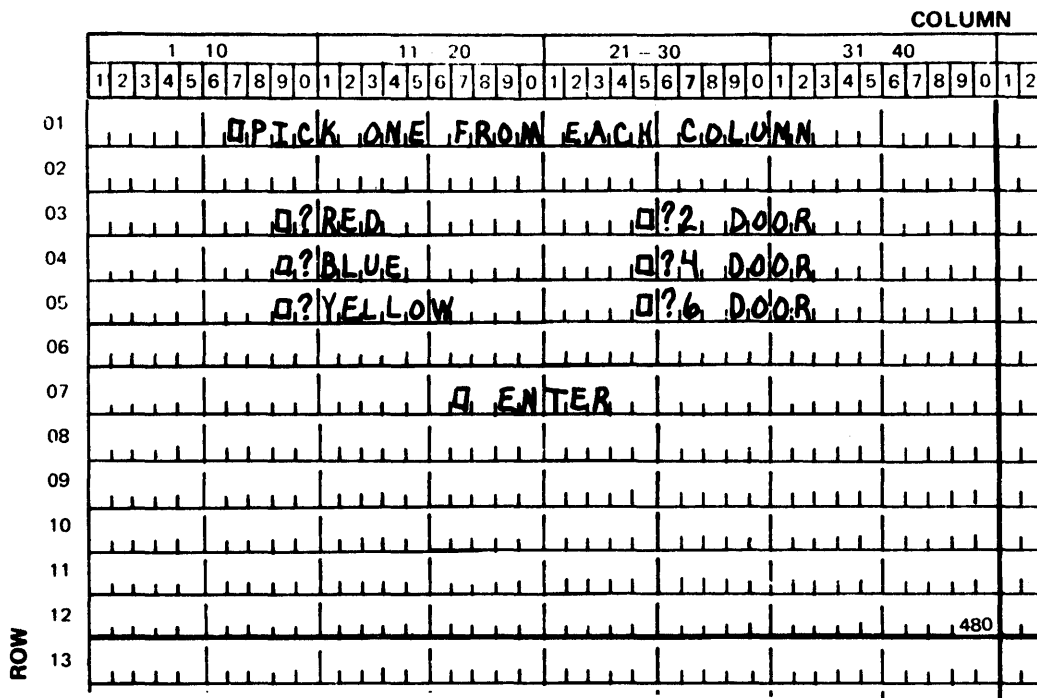 COLUMN
1 10 11 - 20 21 - 30 31 40
1 2 3 4 5 6 7 8 9 0 1 2 3 4 5 6 7 8 9 0 1 2 3 4 5 6 7 8 9 0 1 2 3 4 5 6 7 8 9 0 1 2
01 □PICK ONE FROM EACH COLUMN
02
03 □?RED □?2 DOOR
04 □?BLUE □?4 DOOR
05 □?YELLOW □?6 DOOR
06
07 □ ENTER
08
09
10
11
12 480
ROW
13